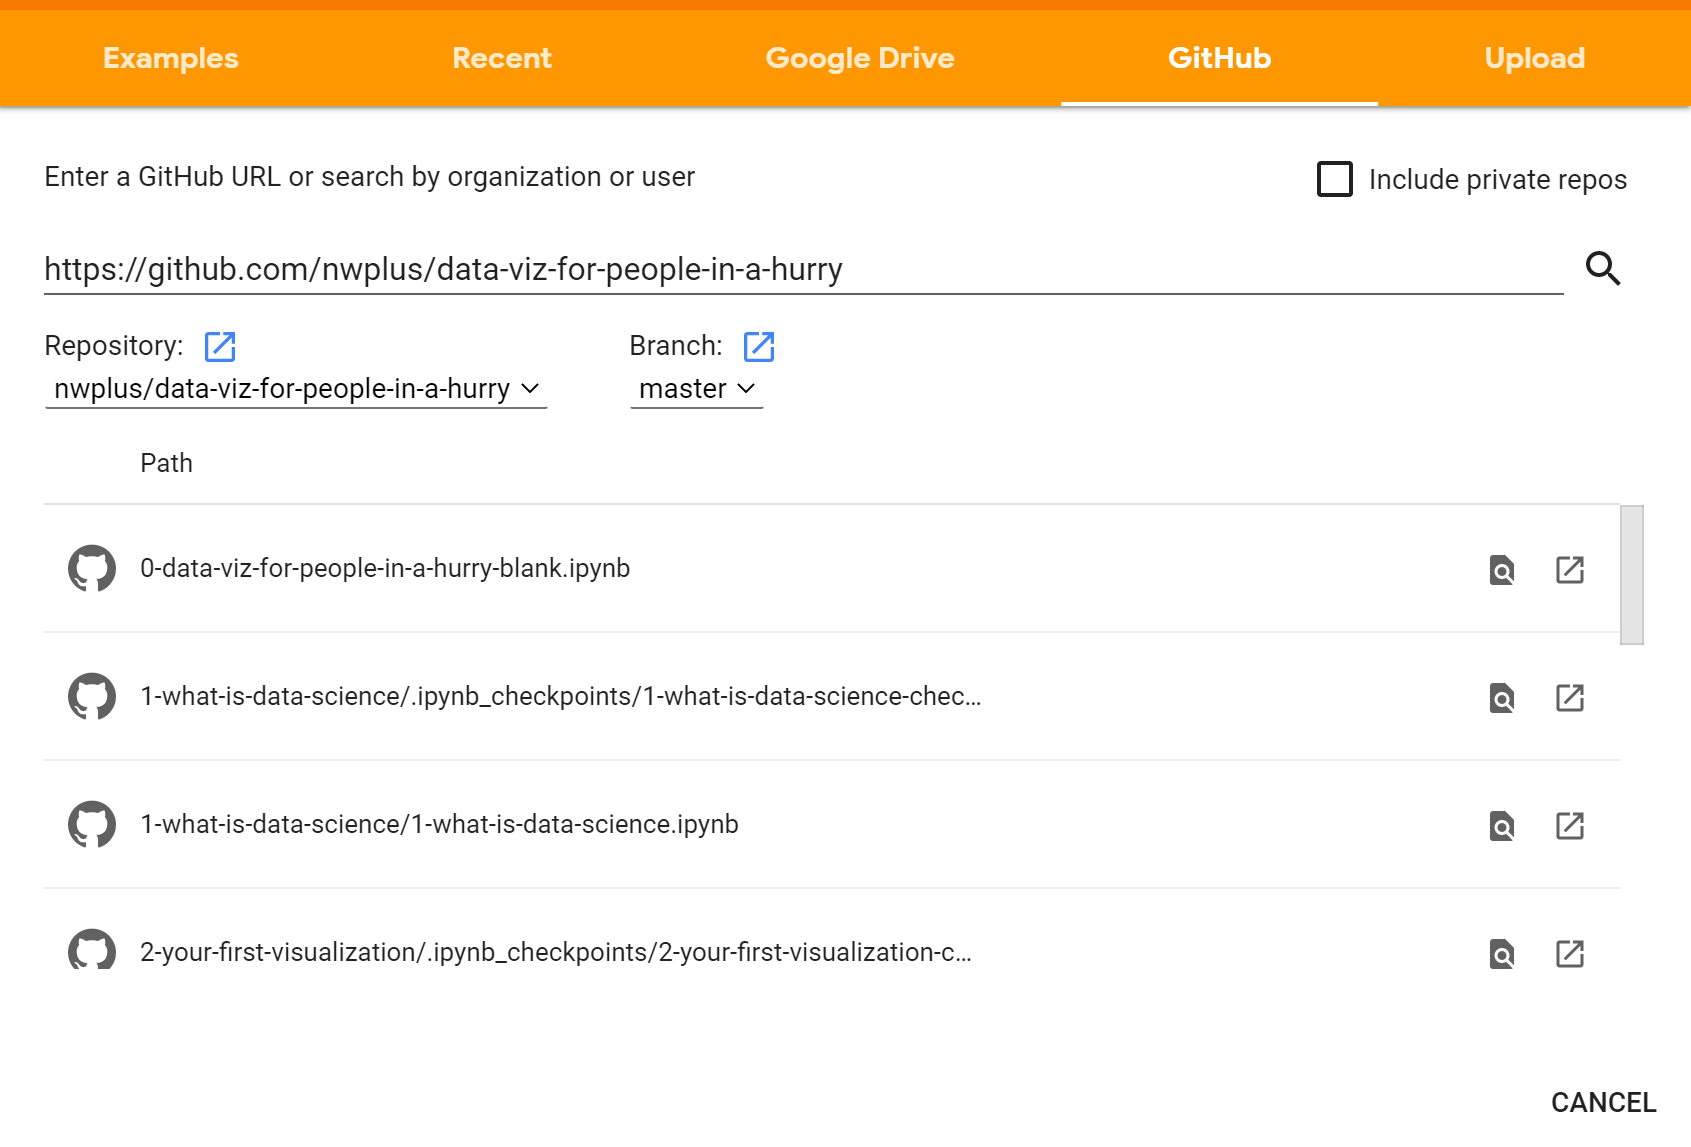 Examples Recent Google Drive GitHub Upload
Enter a GitHub URL or search by organization or user
Include private repos
https://github.com/nwplus/data-viz-for-people-in-a-hurry
Repository: Branch:
nwplus/data-viz-for-people-in-a-hurry master
Path
0-data-viz-for-people-in-a-hurry-blank.ipynb
1-what-is-data-science/.ipynb_checkpoints/1-what-is-data-science-chec...
1-what-is-data-science/1-what-is-data-science.ipynb
2-your-first-visualization/.ipynb_checkpoints/2-your-first-visualization-c...
CANCEL